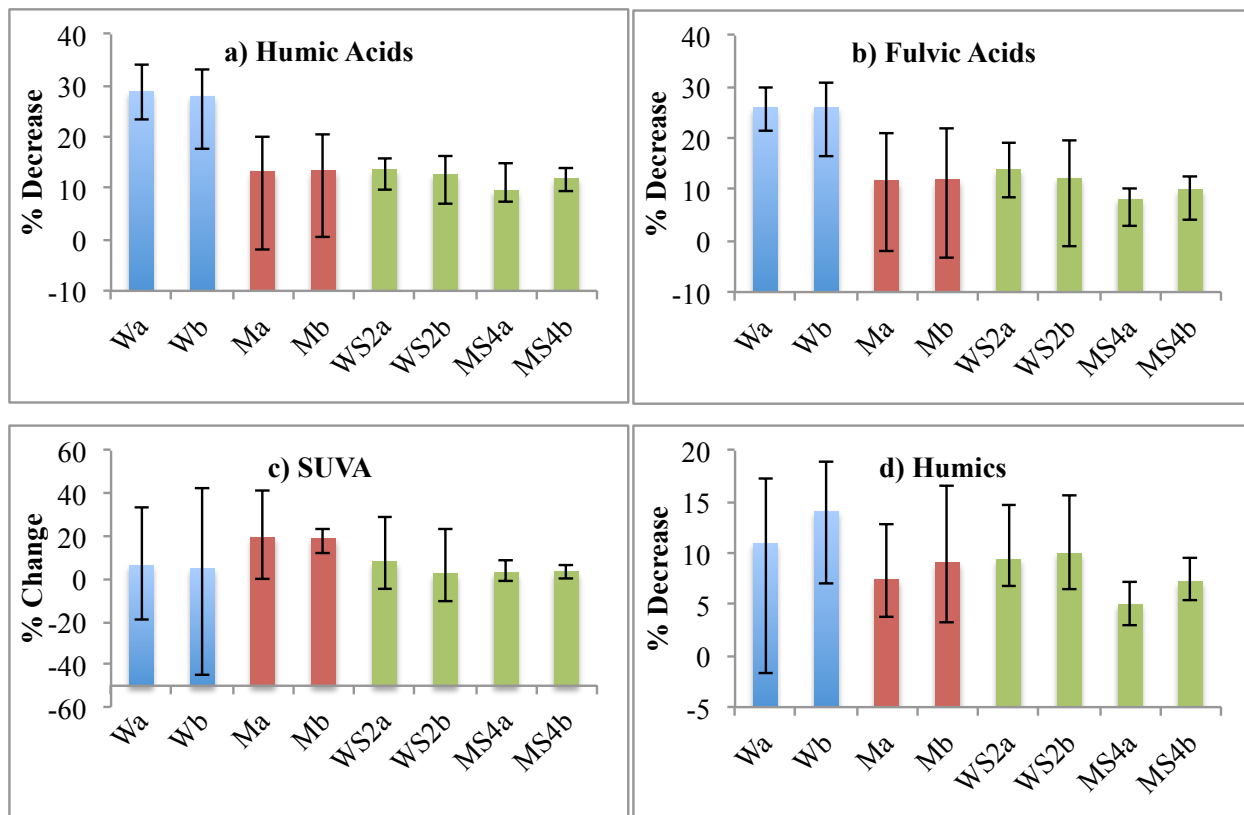 a) Humic Acids
% Decrease
40
30
20
10
0
-10
Wa
Wb
Ma
Mb
WS2a
WS2b
MS4a
MS4b
b) Fulvic Acids
% Decrease
40
30
20
10
0
-10
Wa
Wb
Ma
Mb
WS2a
WS2b
MS4a
MS4b
c) SUVA
% Change
60
40
20
0
-20
-40
-60
Wa
Wb
Ma
Mb
WS2a
WS2b
MS4a
MS4b
d) Humics
% Decrease
20
15
10
5
0
-5
Wa
Wb
Ma
Mb
WS2a
WS2b
MS4a
MS4b